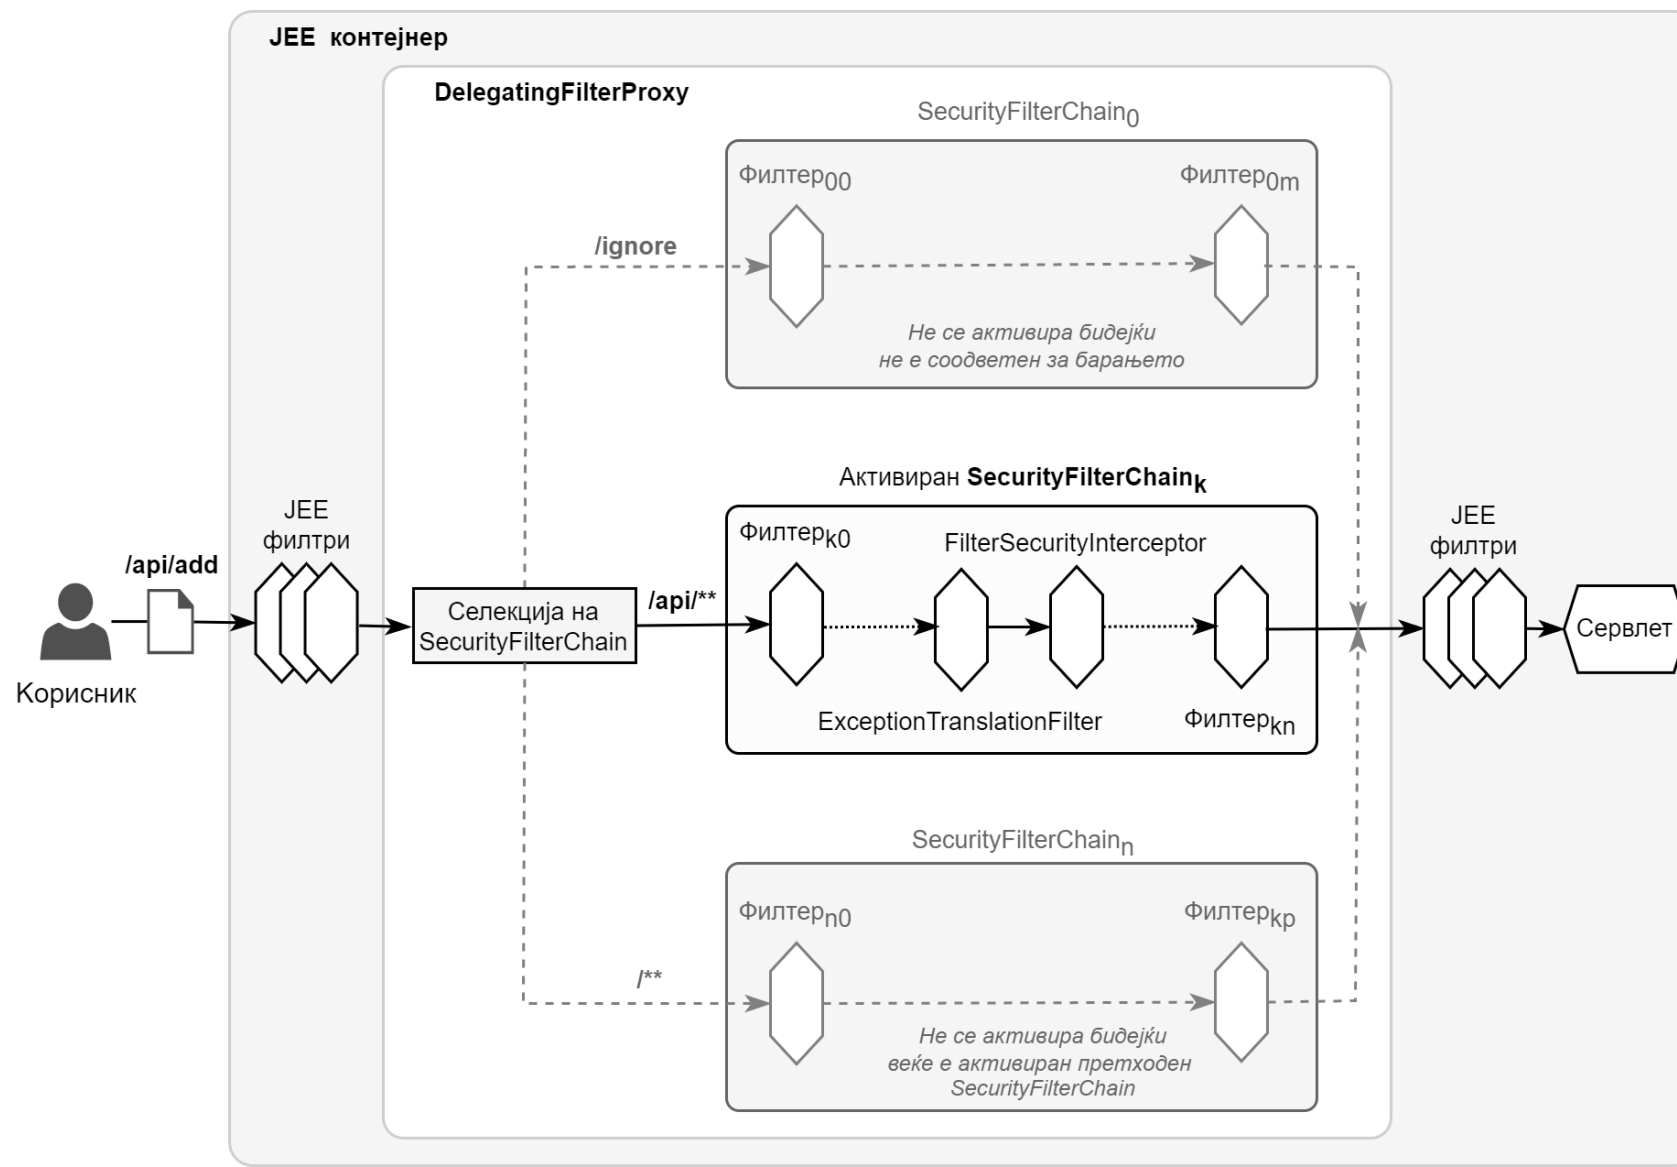 JEE контејнер
DelegatingFilterProxy
SecurityFilterChain0
Филтер00
Филтер0m
/ignore
Не се активира бидејќи
не е соодветен за барањето
Активиран SecurityFilterChaink
JEE
филтри
/api/add
Корисник
Селекција на
SecurityFilterChain
/api/**
Филтерk0
FilterSecurityInterceptor
ExceptionTranslationFilter
Филтерkn
JEE
филтри
Сервлет
SecurityFilterChainn
Филтерn0
Филтерkp
/**
Не се активира бидејќи
веќе е активиран претходен
SecurityFilterChain